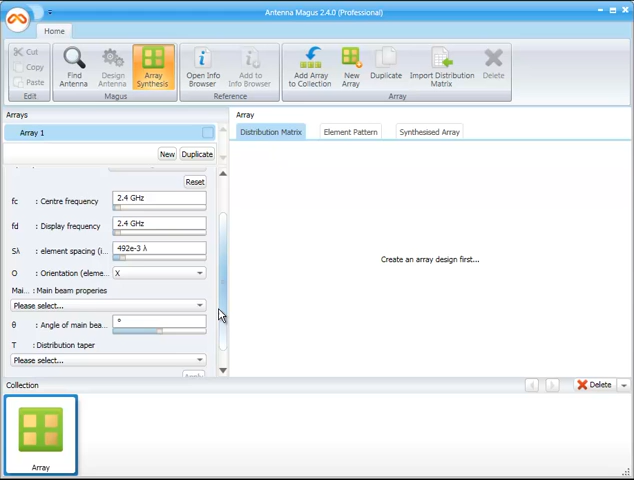 Antenna Magus 2.4.0 (Professional)
Home
Cut
Copy
Paste
Edit
Find Antenna
Design Antenna
Array Synthesis
Magus
Open Info Browser
Add to Info Browser
Reference
Add Array to Collection
New Array
Duplicate
Import Distribution Matrix
Delete
Array
Arrays
Array 1
New
Duplicate
Reset
fc : Centre frequency 2.4 GHz
fd : Display frequency 2.4 GHz
Sλ : element spacing (i... 492e-3 λ
O : Orientation (eleme... X
Mai... : Main beam properies
Please select...
θ : Angle of main bea... °
T : Distribution taper
Please select...
Array
Distribution Matrix
Element Pattern
Synthesised Array
Create an array design first...
Collection
Delete
Array